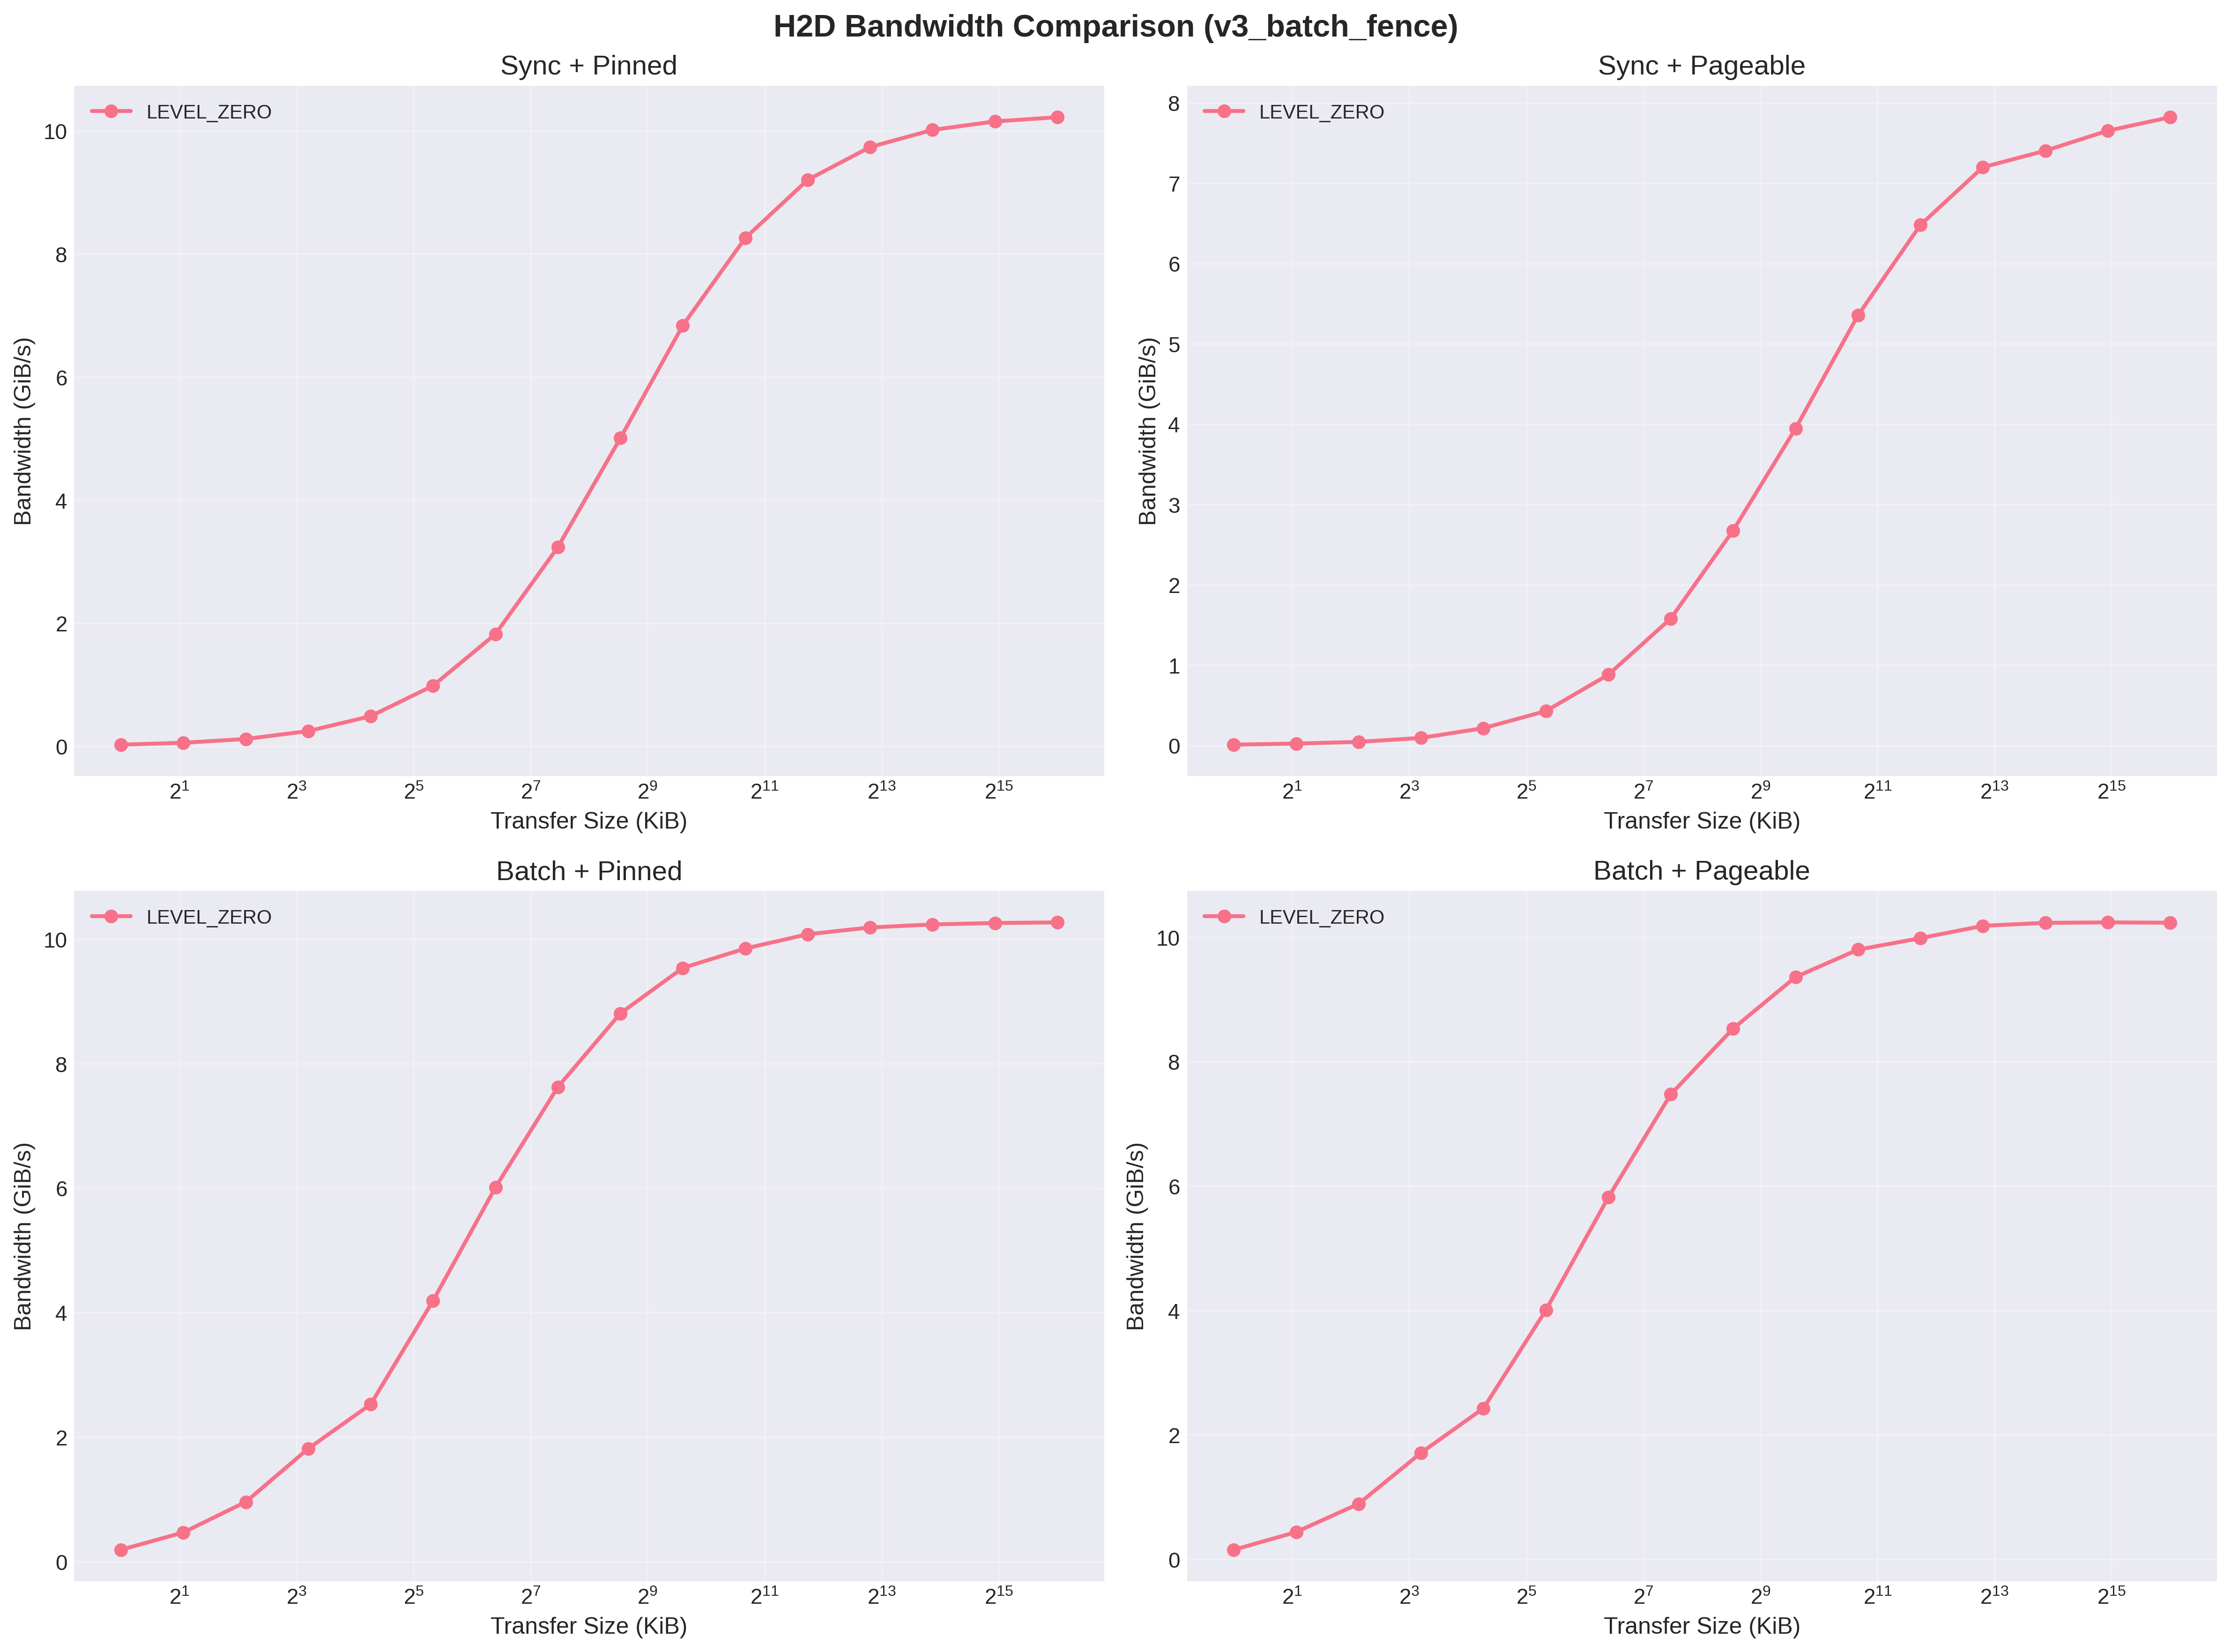 H2D Bandwidth Comparison (v3_batch_fence)
Sync + Pinned
LEVEL_ZERO
10
8
6
4
2
0
Bandwidth (GiB/s)
2^1 2^3 2^5 2^7 2^9 2^11 2^13 2^15
Transfer Size (KiB)
Sync + Pageable
LEVEL_ZERO
8
7
6
5
4
3
2
1
0
Bandwidth (GiB/s)
2^1 2^3 2^5 2^7 2^9 2^11 2^13 2^15
Transfer Size (KiB)
Batch + Pinned
LEVEL_ZERO
10
8
6
4
2
0
Bandwidth (GiB/s)
2^1 2^3 2^5 2^7 2^9 2^11 2^13 2^15
Transfer Size (KiB)
Batch + Pageable
LEVEL_ZERO
10
8
6
4
2
0
Bandwidth (GiB/s)
2^1 2^3 2^5 2^7 2^9 2^11 2^13 2^15
Transfer Size (KiB)